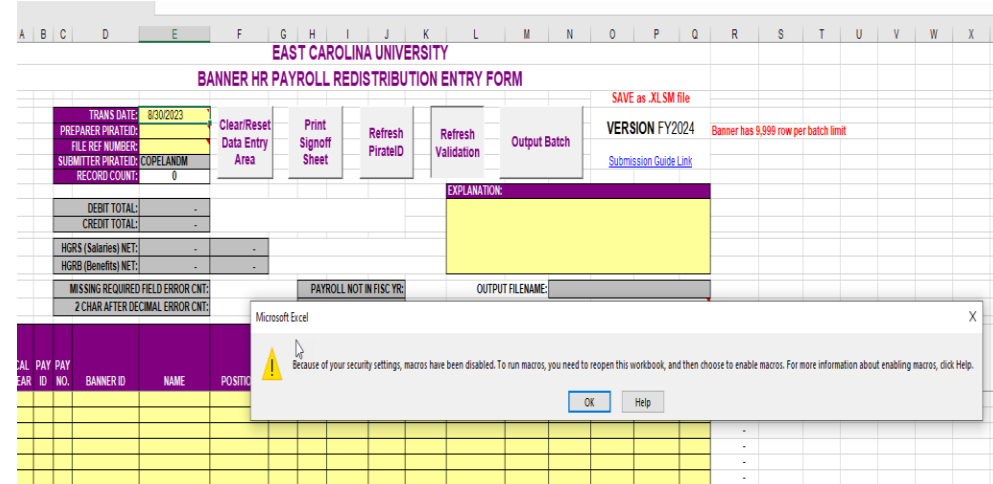 A B C D E F G H I J K L M N O P Q R S T U V W X
EAST CAROLINA UNIVERSITY
BANNER HR PAYROLL REDISTRIBUTION ENTRY FORM
SAVE as .XLSM file
TRANS DATE: 8/30/2023
PREPARER PIRATEID:
FILE REF NUMBER:
SUBMITTER PIRATEID: COPELANDM
RECORD COUNT: 0
Clear/Reset
Data Entry
Area
Print
Signoff
Sheet
Refresh
PirateID
Refresh
Validation
Output Batch
VERSION FY2024
Banner has 9,999 row per batch limit
Submission Guide Link
EXPLANATION:
DEBIT TOTAL: -
CREDIT TOTAL: -
HGRS (Salaries) NET: - -
HGRB (Benefits) NET: - -
MISSING REQUIRED FIELD ERROR CNT:
PAYROLL NOT IN FISC YR:
OUTPUT FILENAME:
2 CHAR AFTER DECIMAL ERROR CNT:
Microsoft Excel X
Because of your security settings, macros have been disabled. To run macros, you need to reopen this workbook, and then choose to enable macros. For more information about enabling macros, click Help.
OK Help
CAL PAY PAY
EAR ID NO. BANNER ID NAME POSITIO
-
-
-
-